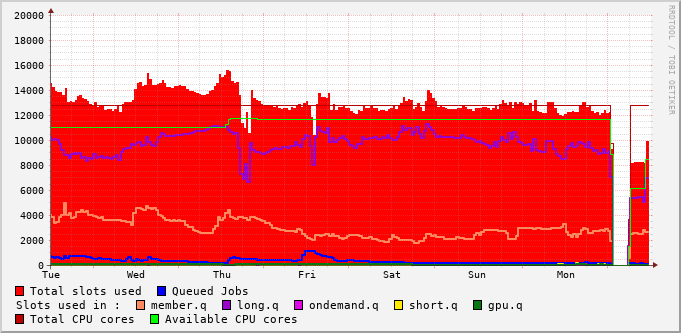 20000
18000
16000
14000
12000
10000
8000
6000
4000
2000
0
Tue Wed Thu Fri Sat Sun Mon
Total slots used Queued Jobs
Slots used in : member.q long.q ondemand.q short.q gpu.q
Total CPU cores Available CPU cores
RRDTOOL / TOBI OETIKER